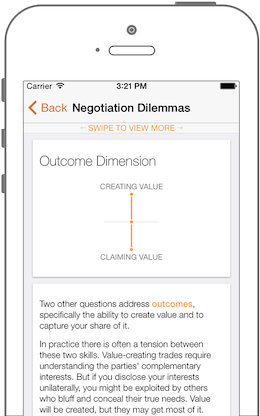 Carrier 3:21 PM
Back Negotiation Dilemmas
← SWIPE TO VIEW MORE →
Outcome Dimension
CREATING VALUE
CLAIMING VALUE
Two other questions address outcomes,
specifically the ability to create value and to
capture your share of it.
In practice there is often a tension between
these two skills. Value-creating trades require
understanding the parties' complementary
interests. But if you disclose your interests
unilaterally, you might be exploited by others
who bluff and conceal their true needs. Value
will be created, but they may get most of it.